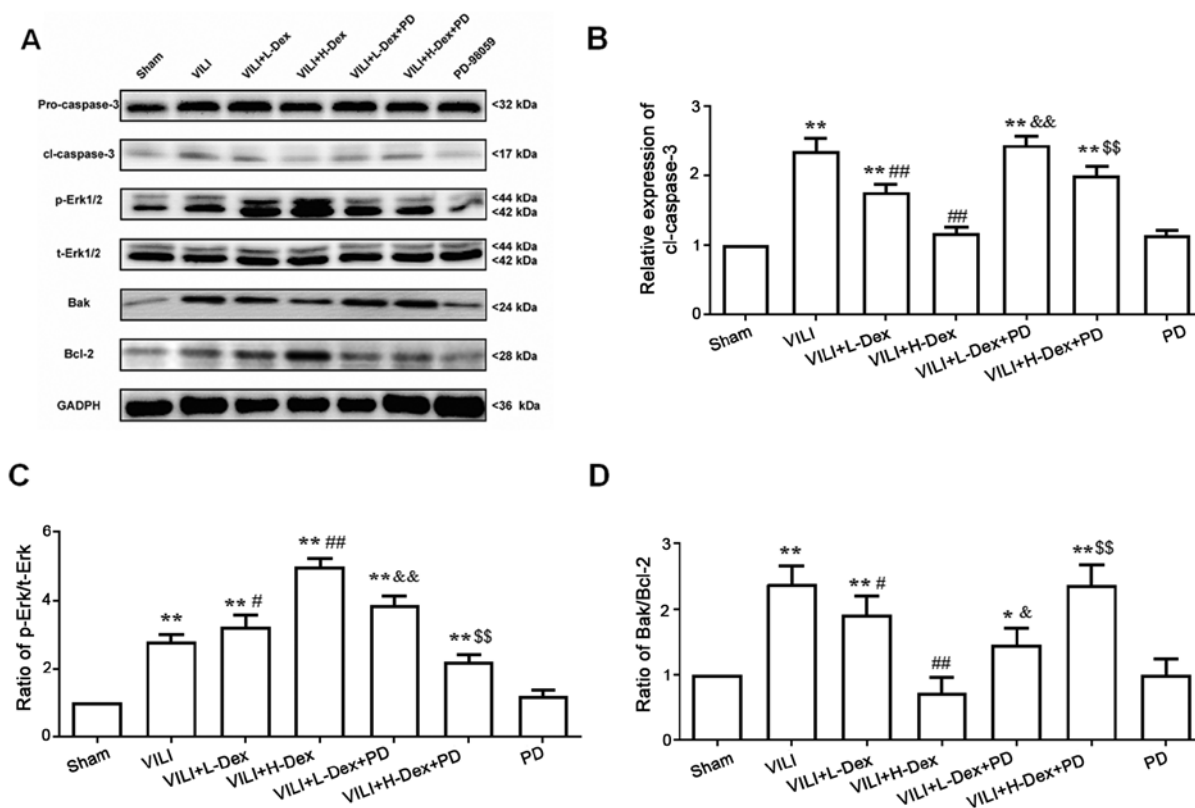 A
Sham VILI VILI+L-Dex VILI+H-Dex VILI+L-Dex+PD VILI+H-Dex+PD PD-98059
Pro-caspase-3 <32 kDa
cl-caspase-3 <17 kDa
p-Erk1/2 <44 kDa
<42 kDa
t-Erk1/2 <44 kDa
<42 kDa
Bak <24 kDa
Bcl-2 <28 kDa
GADPH <36 kDa
B
Relative expression of
cl-caspase-3
3
2
1
0
**
** ##
##
** &&
** $$
Sham VILI VILI+L-Dex VILI+H-Dex VILI+L-Dex+PD VILI+H-Dex+PD PD
C
Ratio of p-Erk/t-Erk
6
4
2
0
**
** #
** ##
** &&
** $$
Sham VILI VILI+L-Dex VILI+H-Dex VILI+L-Dex+PD VILI+H-Dex+PD PD
D
Ratio of Bak/Bcl-2
3
2
1
0
**
** #
##
* &
** $$
Sham VILI VILI+L-Dex VILI+H-Dex VILI+L-Dex+PD VILI+H-Dex+PD PD